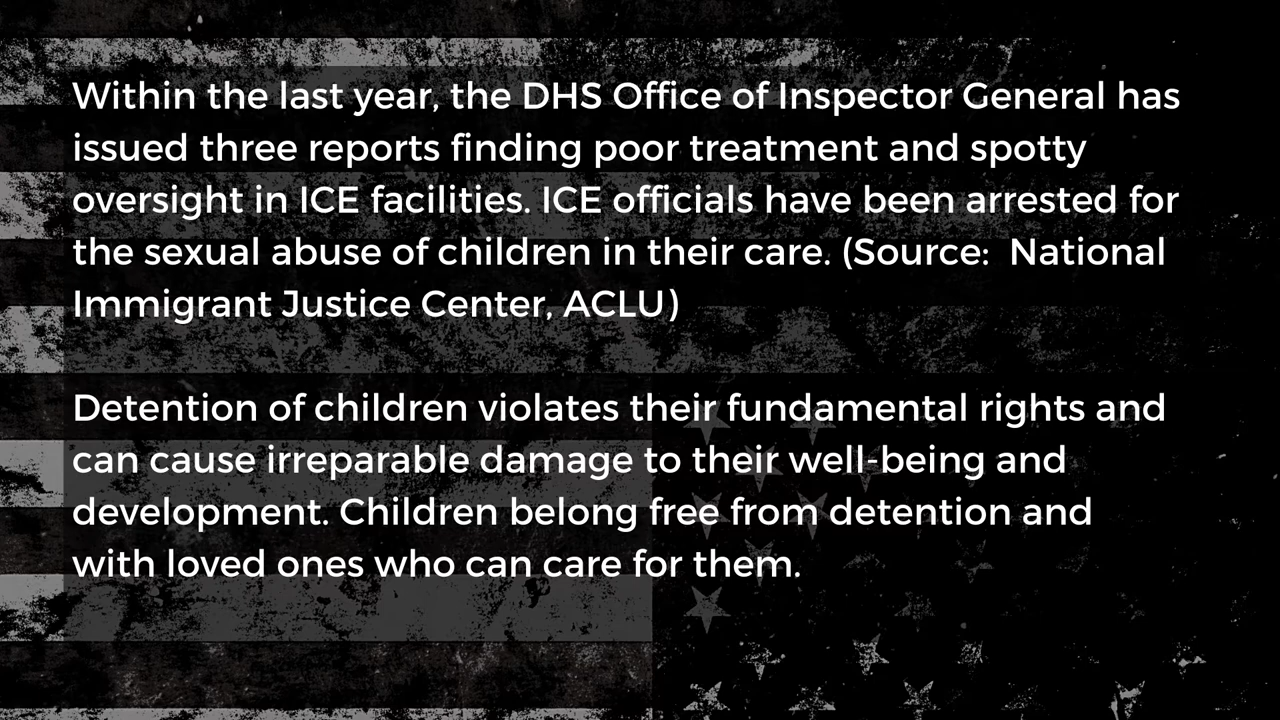 Within the last year, the DHS Office of Inspector General has
issued three reports finding poor treatment and spotty
oversight in ICE facilities. ICE officials have been arrested for
the sexual abuse of children in their care. (Source:  National
Immigrant Justice Center, ACLU)
Detention of children violates their fundamental rights and
can cause irreparable damage to their well-being and
development. Children belong free from detention and
with loved ones who can care for them.